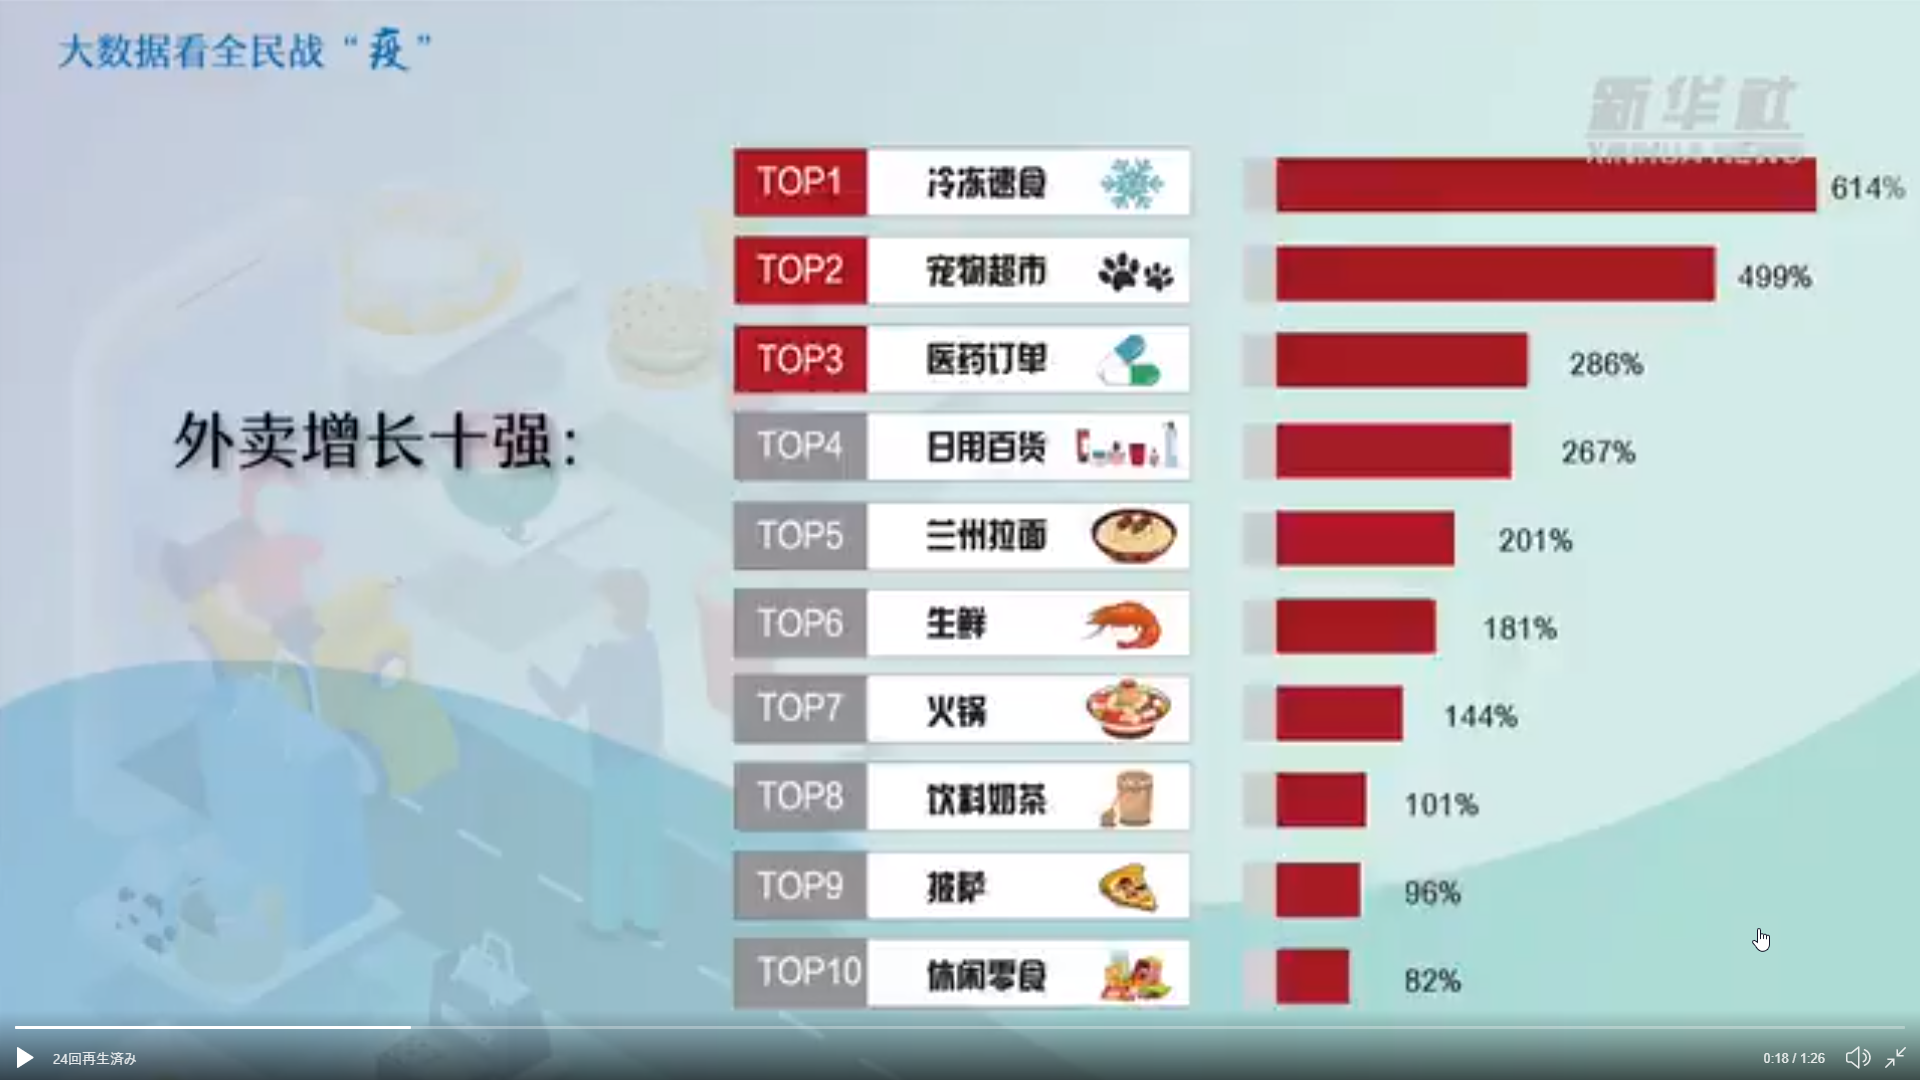 大数据看全民战“疫”
新华社
XINHUA NEWS
外卖增长十强：
TOP1 冷冻速食 614%
TOP2 宠物超市 499%
TOP3 医药订单 286%
TOP4 日用百货 267%
TOP5 兰州拉面 201%
TOP6 生鲜 181%
TOP7 火锅 144%
TOP8 饮料奶茶 101%
TOP9 披萨 96%
TOP10 休闲零食 82%
24回再生済み
0:18 / 1:26